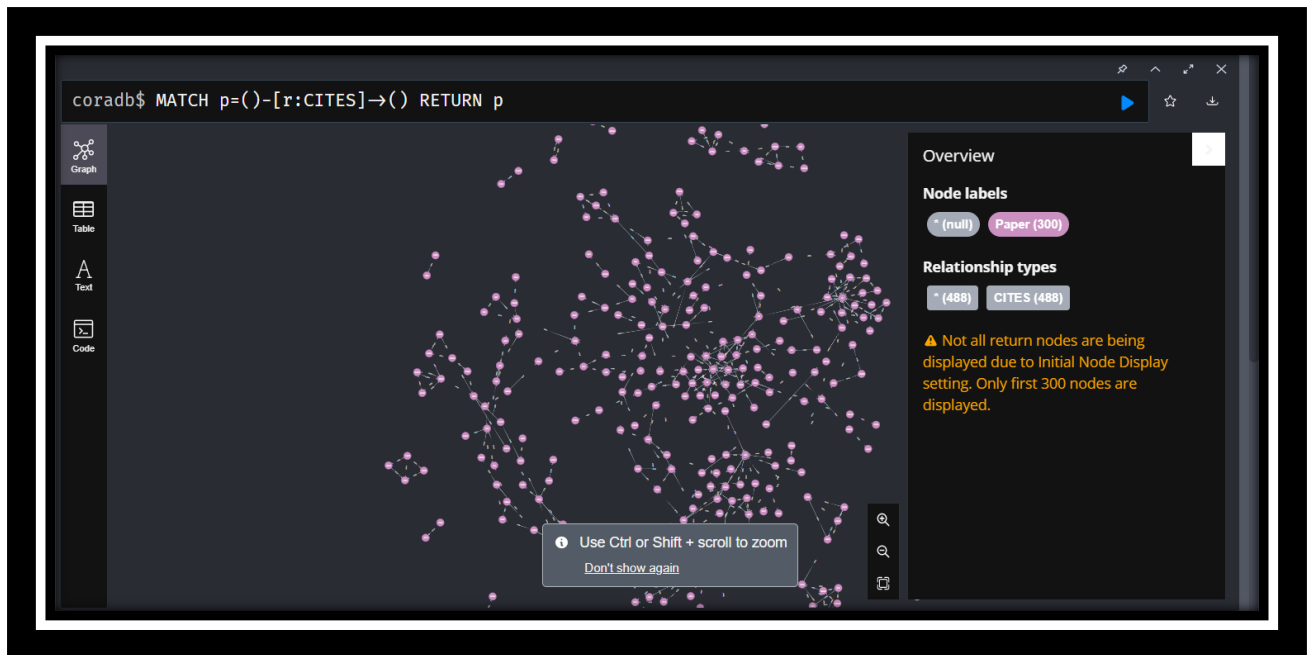 coradb$ MATCH p=()-[r:CITES]→() RETURN p
Graph
Table
Text
Code
Overview
Node labels
* (null) Paper (300)
Relationship types
* (488) CITES (488)
Not all return nodes are being
displayed due to Initial Node Display
setting. Only first 300 nodes are
displayed.
Use Ctrl or Shift + scroll to zoom
Don't show again